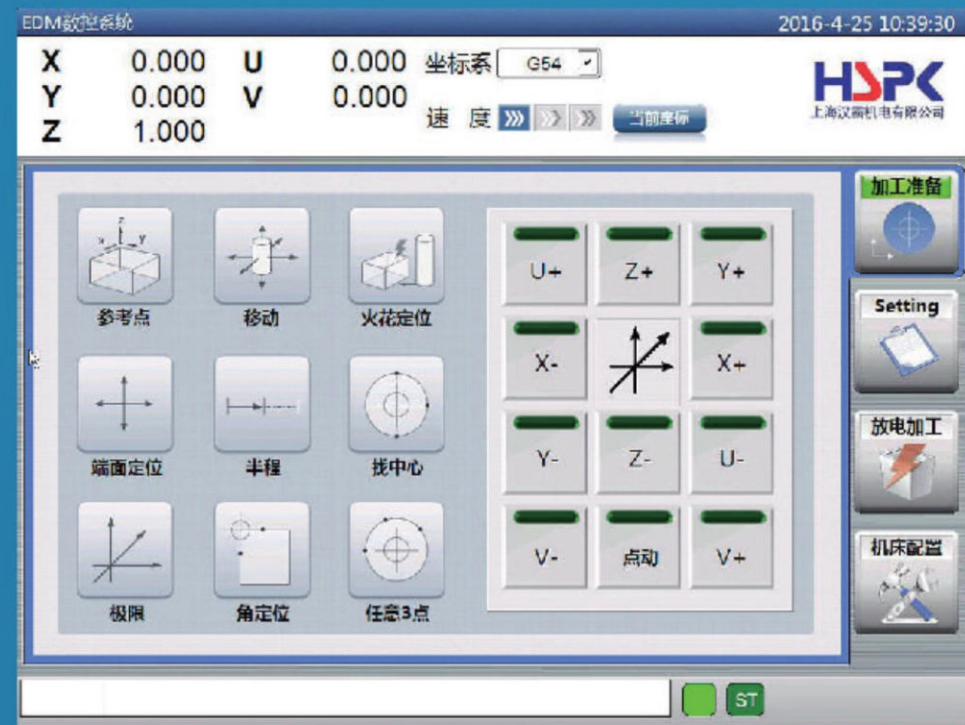 EDM数控系统 2016-4-25 10:39:30
X 0.000 U 0.000 坐标系 G54
Y 0.000 V 0.000
Z 1.000
速 度 当前座标
HSPK
上海汉霸机电有限公司
参考点 移动 火花定位
端面定位 半程 找中心
极限 角定位 任意3点
z
x y
U+ Z+ Y+
X- X+
Y- Z- U-
V- 点动 V+
加工准备
Setting
放电加工
机床配置
ST